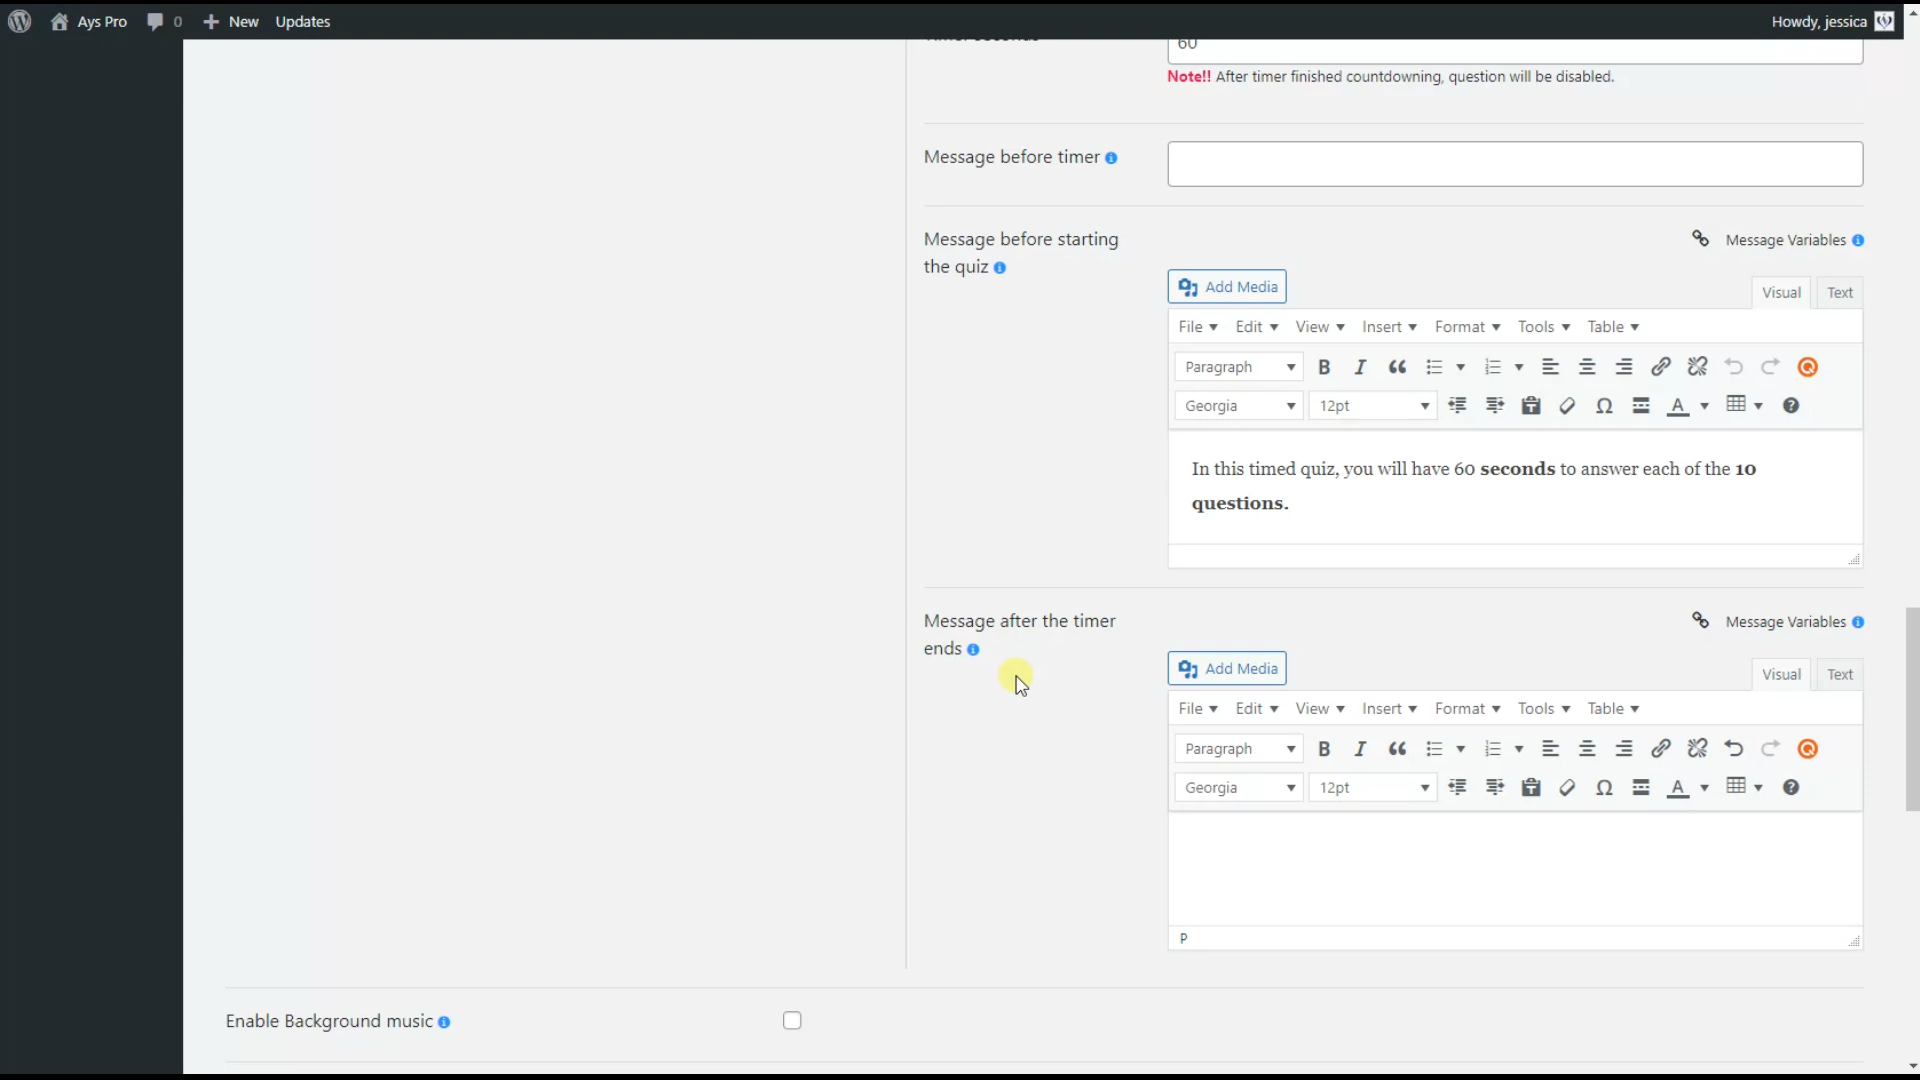 Ays Pro 0 New Updates Howdy, jessica
60
Note!! After timer finished countdowning, question will be disabled.
Message before timer
Message before starting
the quiz
Message Variables
Add Media
Visual Text
File Edit View Insert Format Tools Table
Paragraph
Georgia 12pt
In this timed quiz, you will have 60 seconds to answer each of the 10
questions.
Message after the timer
ends
Message Variables
Add Media
Visual Text
File Edit View Insert Format Tools Table
Paragraph
Georgia 12pt
P
Enable Background music